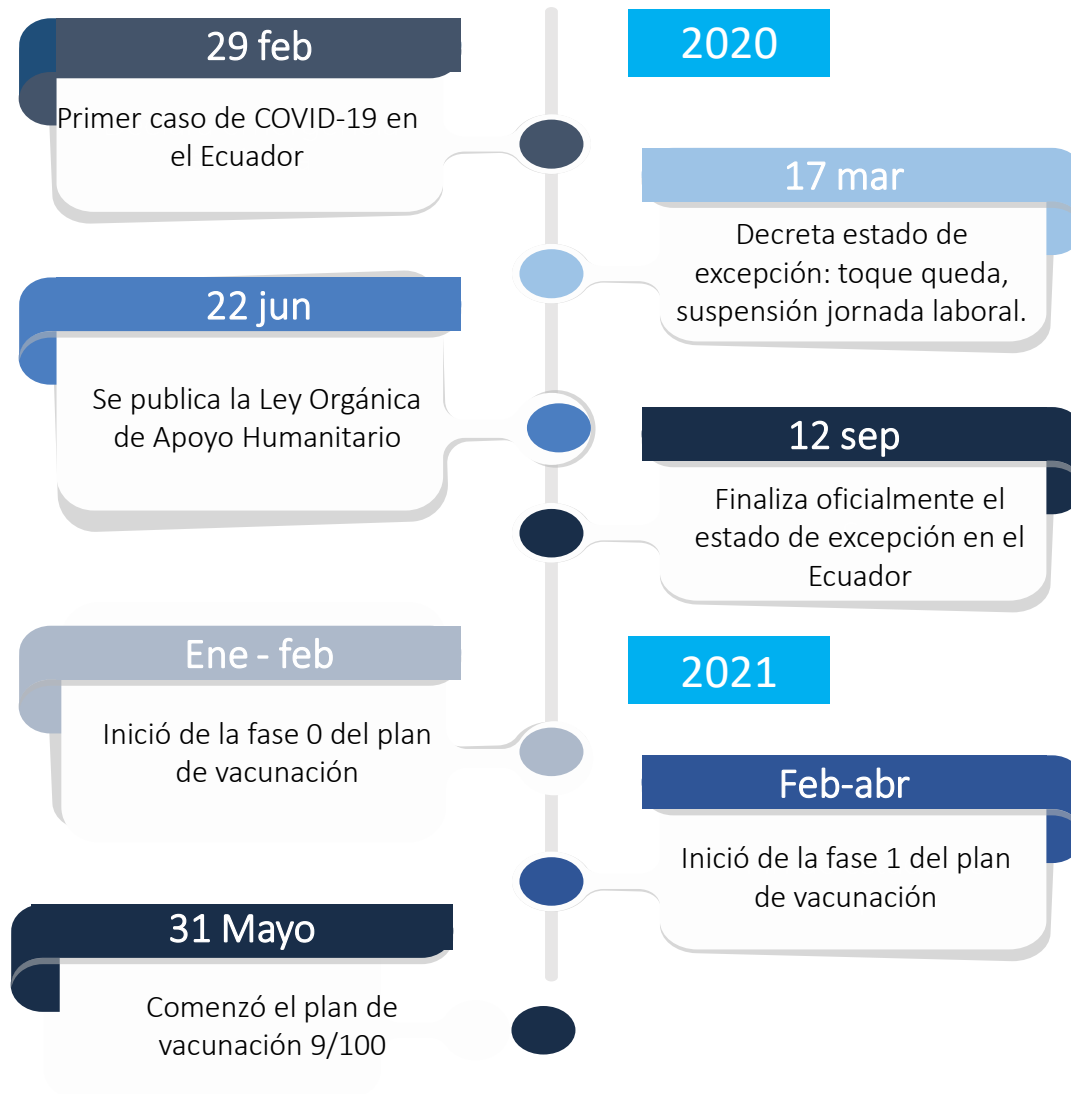 2020
29 feb
Primer caso de COVID-19 en
el Ecuador
17 mar
Decreta estado de
excepción: toque queda,
suspensión jornada laboral.
22 jun
Se publica la Ley Orgánica
de Apoyo Humanitario
12 sep
Finaliza oficialmente el
estado de excepción en el
Ecuador
2021
Ene - feb
Inició de la fase 0 del plan
de vacunación
Feb-abr
Inició de la fase 1 del plan
de vacunación
31 Mayo
Comenzó el plan de
vacunación 9/100